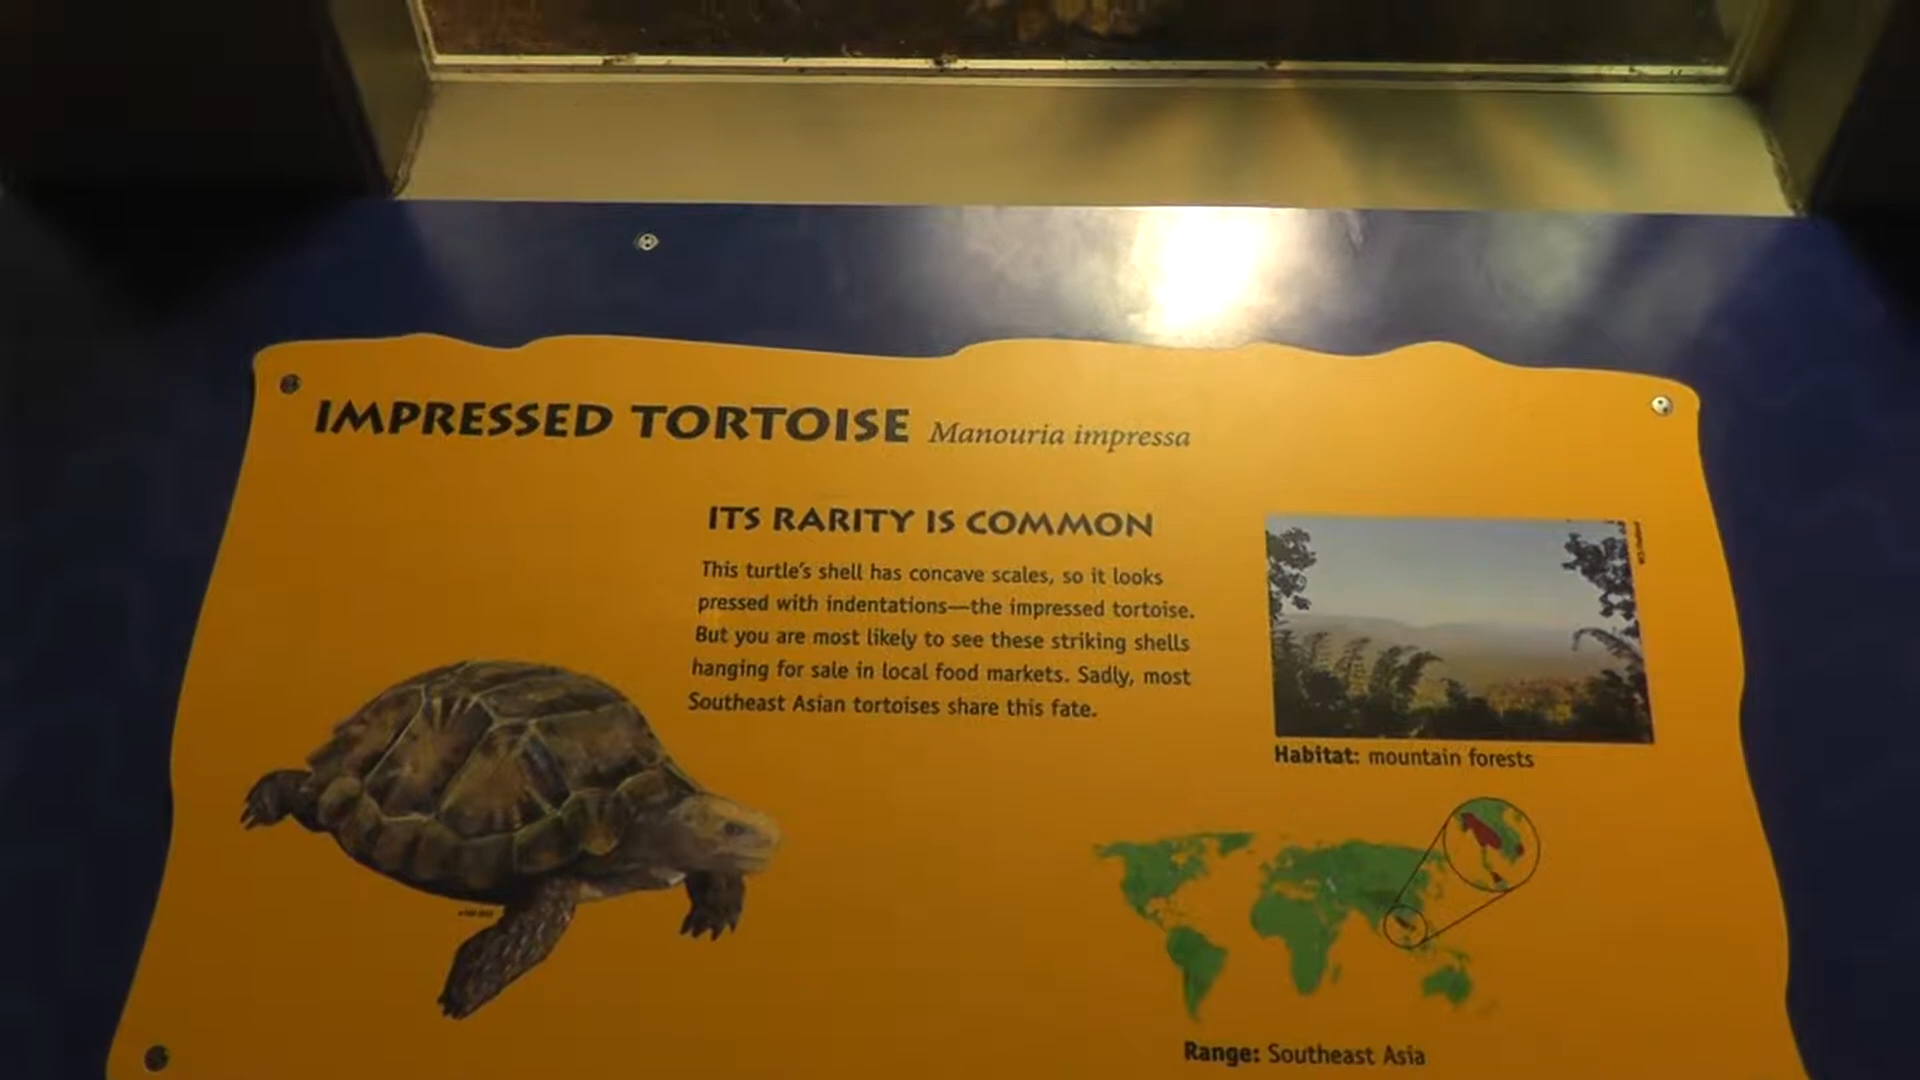 IMPRESSED TORTOISE Manouria impressa
ITS RARITY IS COMMON
This turtle's shell has concave scales, so it looks
pressed with indentations—the impressed tortoise.
But you are most likely to see these striking shells
hanging for sale in local food markets. Sadly, most
Southeast Asian tortoises share this fate.
Habitat: mountain forests
Range: Southeast Asia